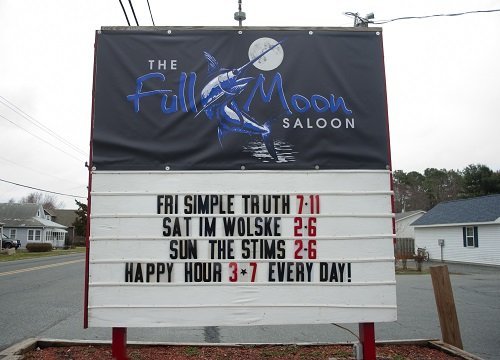 THE
Full Moon
SALOON
FRI SIMPLE TRUTH 7-11
SAT IM WOLSKE 2-6
SUN THE STIMS 2-6
HAPPY HOUR 3★7 EVERY DAY!